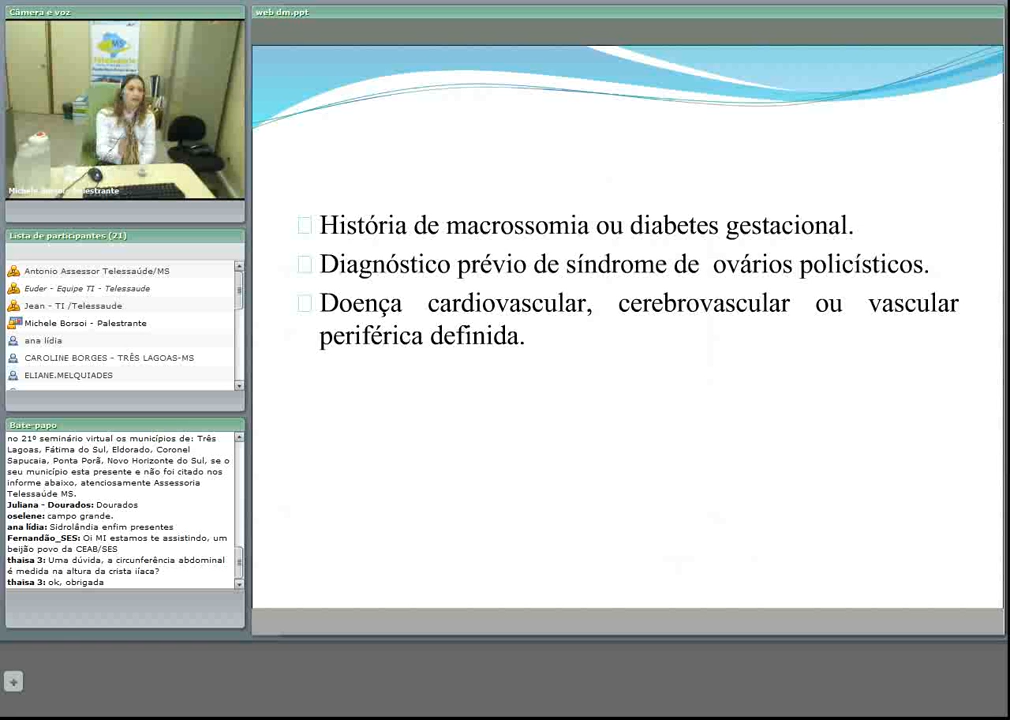 Câmera e voz
MS
Telessaúde
Michele Borsoi - Palestrante
Lista de participantes (21)
Antonio Assessor Telessaúde/MS
Euder - Equipe TI - Telessaude
Jean - TI /Telessaude
Michele Borsoi - Palestrante
ana lídia
CAROLINE BORGES - TRÊS LAGOAS-MS
ELIANE.MELQUIADES
Bate-papo
no 21º seminário virtual os municípios de: Três
Lagoas, Fátima do Sul, Eldorado, Coronel
Sapucaia, Ponta Porã, Novo Horizonte do Sul, se o
seu município esta presente e não foi citado nos
informe abaixo, atenciosamente Assessoria
Telessaúde MS.
Juliana - Dourados: Dourados
oselene: campo grande.
ana lídia: Sidrolândia enfim presentes
Fernandão_SES: Oi MI estamos te assistindo, um
beijão povo da CEAB/SES
thaisa 3: Uma dúvida, a circunferência abdominal
é medida na altura da crista ilíaca?
thaisa 3: ok, obrigada
web dm.ppt
História de macrossomia ou diabetes gestacional.
Diagnóstico prévio de síndrome de ovários policísticos.
Doença cardiovascular, cerebrovascular ou vascular
periférica definida.